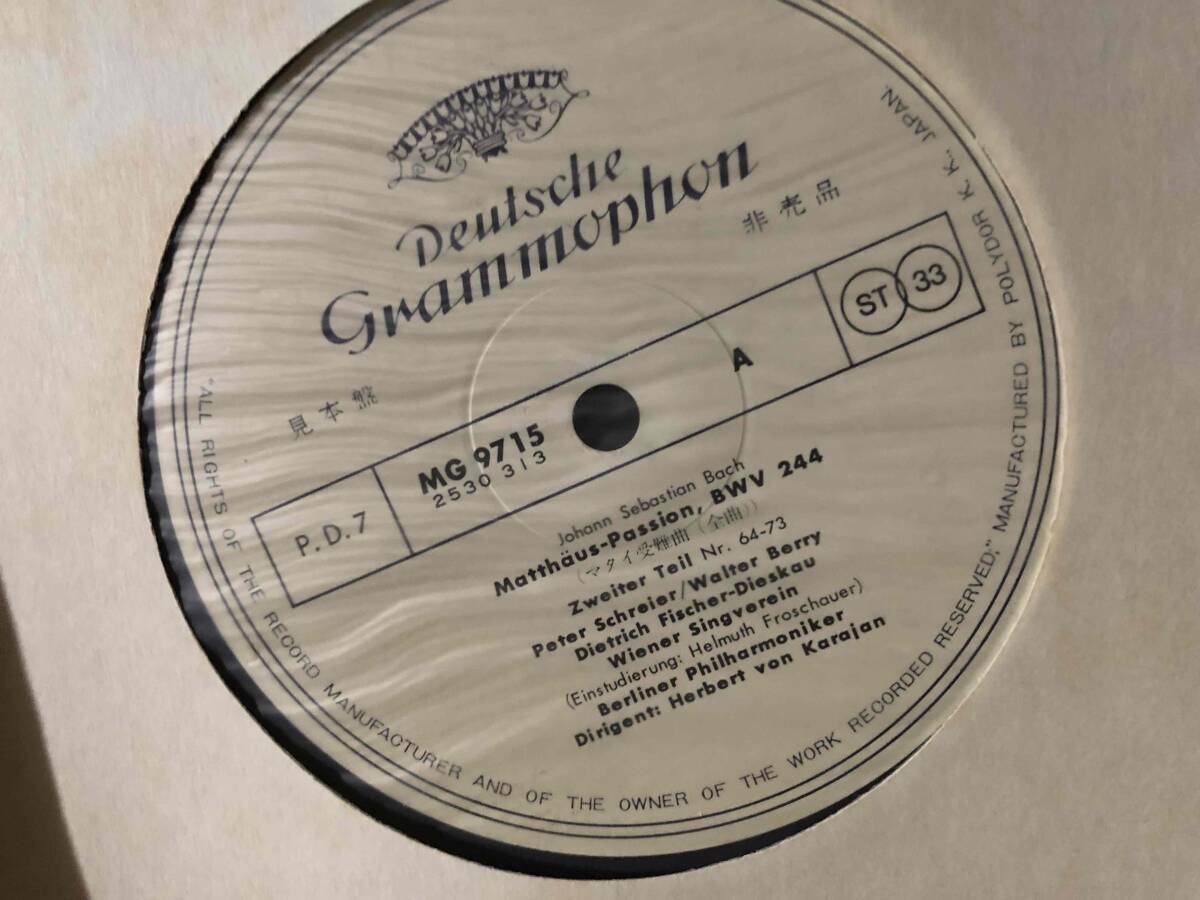 Deutsche
Grammophon
見本盤
非売品
P.D.7
MG 9715
2530 313
A
ST 33
Johann Sebastian Bach
Matthäus-Passion, BWV 244
(マタイ受難曲（全曲）)
Zweiter Teil Nr. 64-73
Peter Schreier/Walter Berry
Dietrich Fischer-Dieskau
Wiener Singverein
(Einstudierung: Helmuth Froschauer)
Berliner Philharmoniker
Dirigent: Herbert von Karajan
"ALL RIGHTS OF THE RECORD MANUFACTURER AND OF THE OWNER OF THE WORK RECORDED RESERVED;" MANUFACTURED BY POLYDOR K. K., JAPAN.